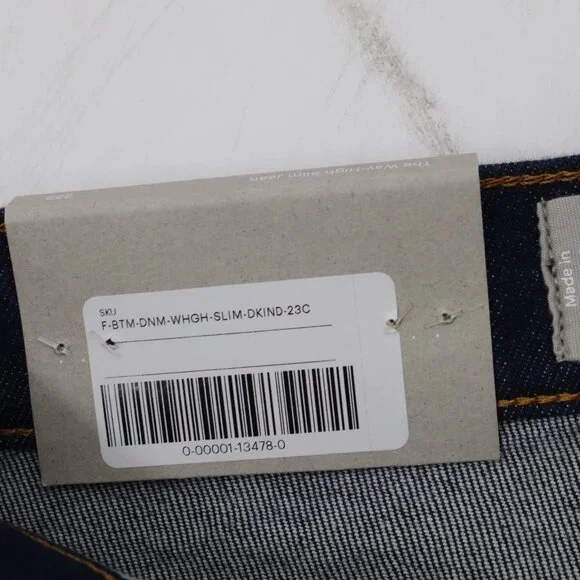 The Way-High Slim Jean
SKU
F-BTM-DNM-WHGH-SLIM-DKIND-23C
0-00001-13478-0
Made in